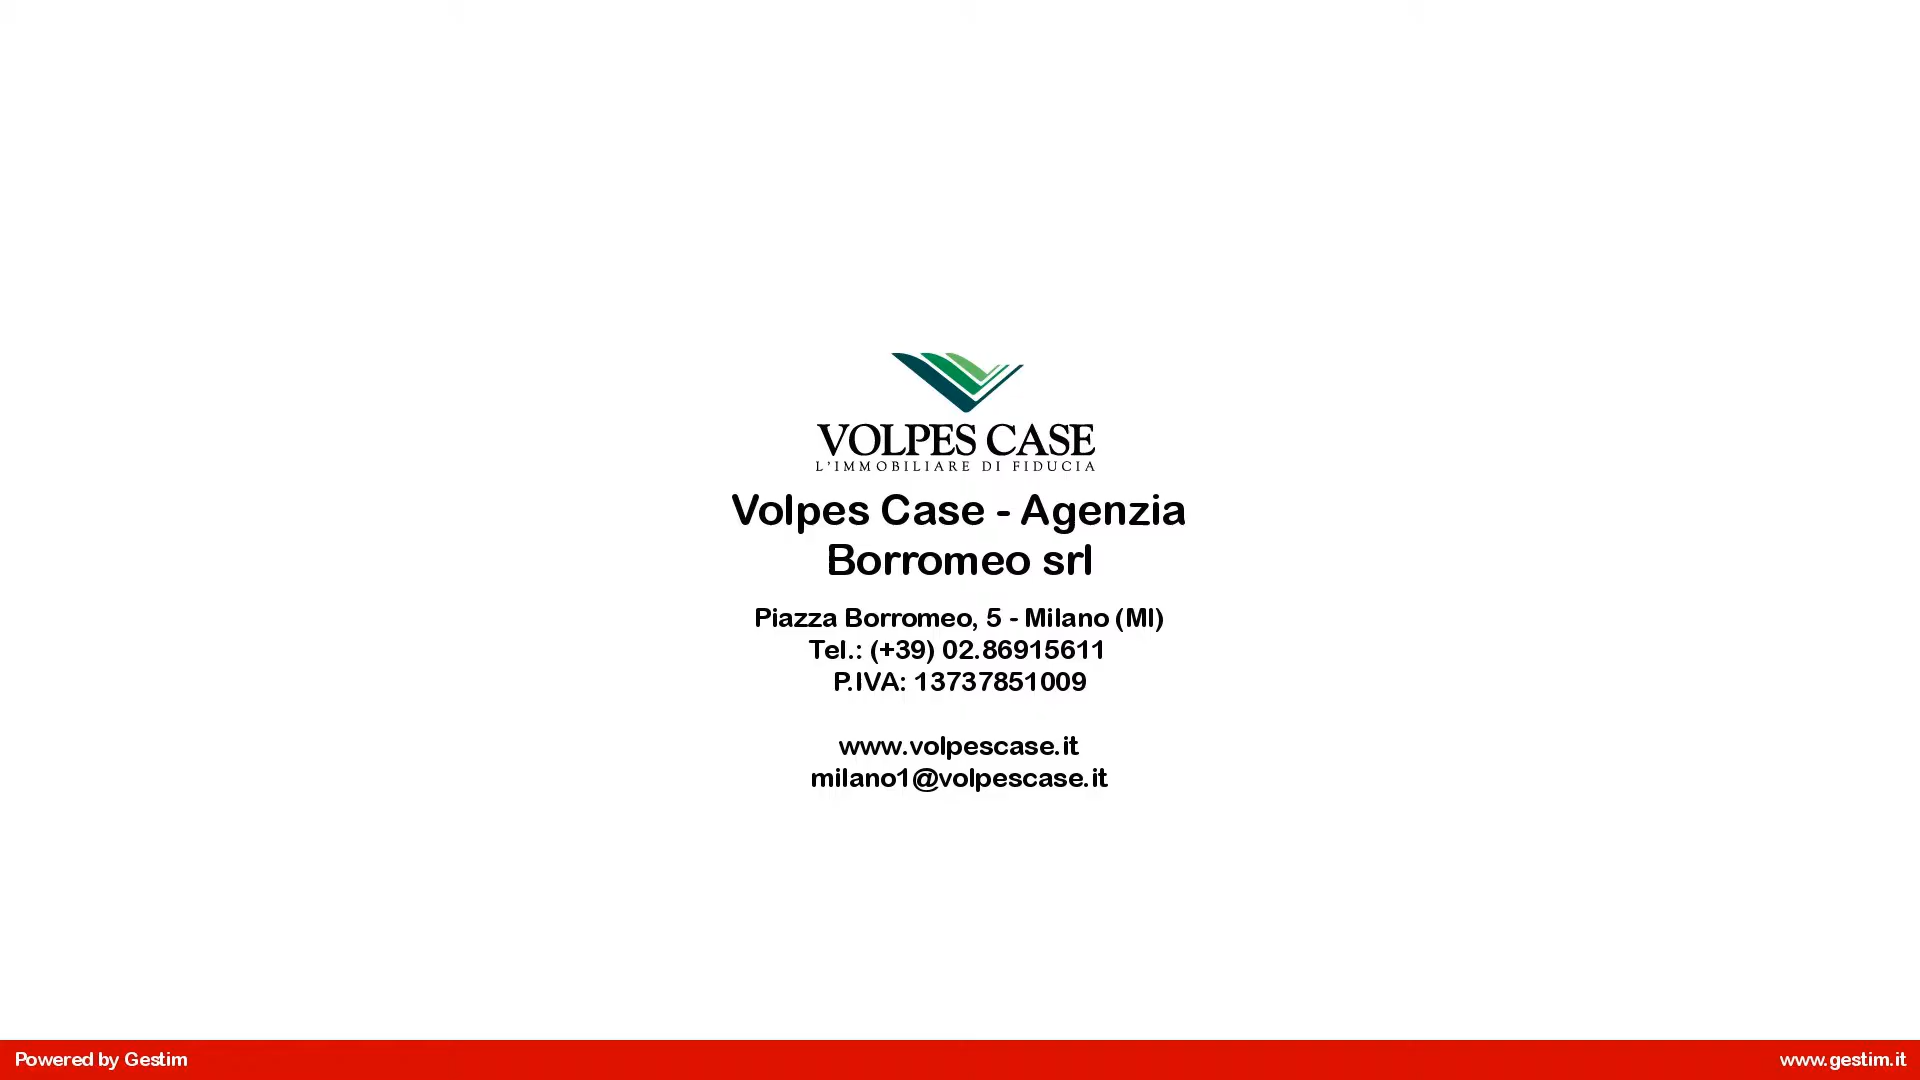 VOLPES CASE
L'IMMOBILIARE DI FIDUCIA
Volpes Case - Agenzia
Borromeo srl
Piazza Borromeo, 5 - Milano (MI)
Tel.: (+39) 02.86915611
P.IVA: 13737851009
www.volpescase.it
milano1@volpescase.it
Powered by Gestim
www.gestim.it